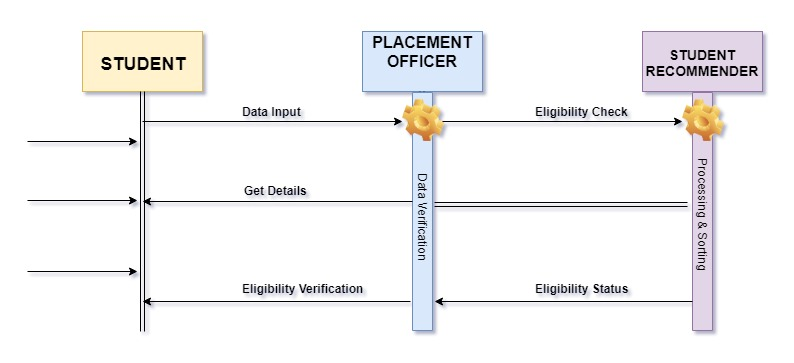 STUDENT
PLACEMENT
OFFICER
STUDENT
RECOMMENDER
Data Input
Eligibility Check
Get Details
Data Verification
Processing & Sorting
Eligibility Verification
Eligibility Status